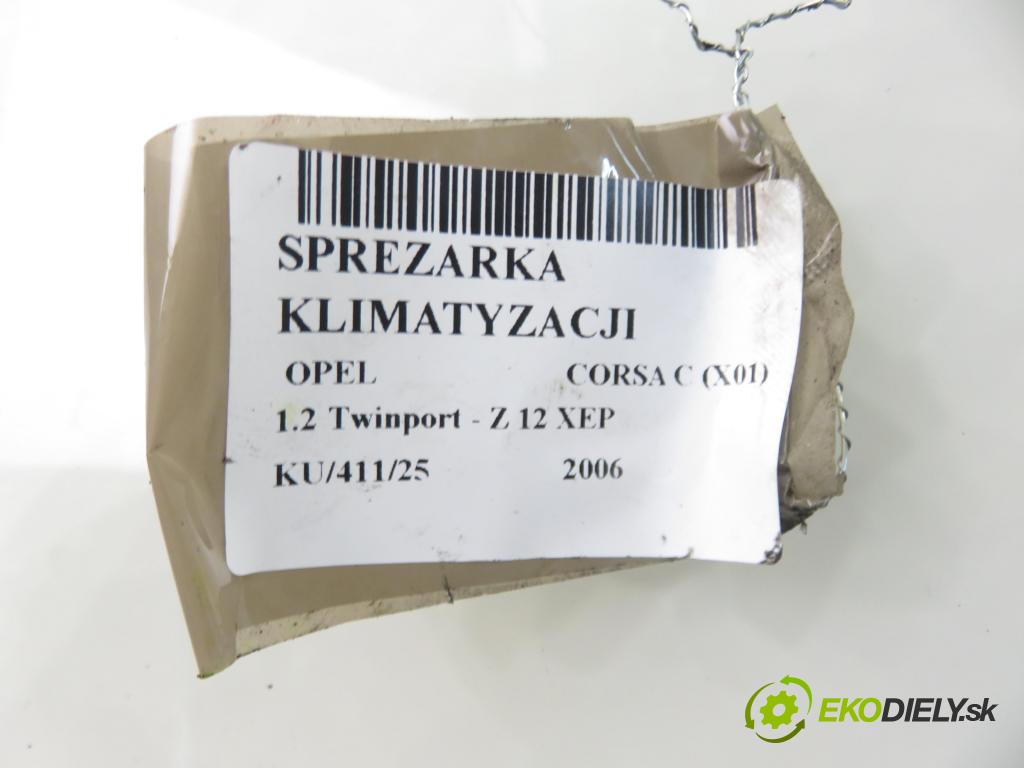 SPREZARKA
KLIMATYZACJI
OPEL CORSA C (X01)
1.2 Twinport - Z 12 XEP
KU/411/25 2006
EKODIELY.sk